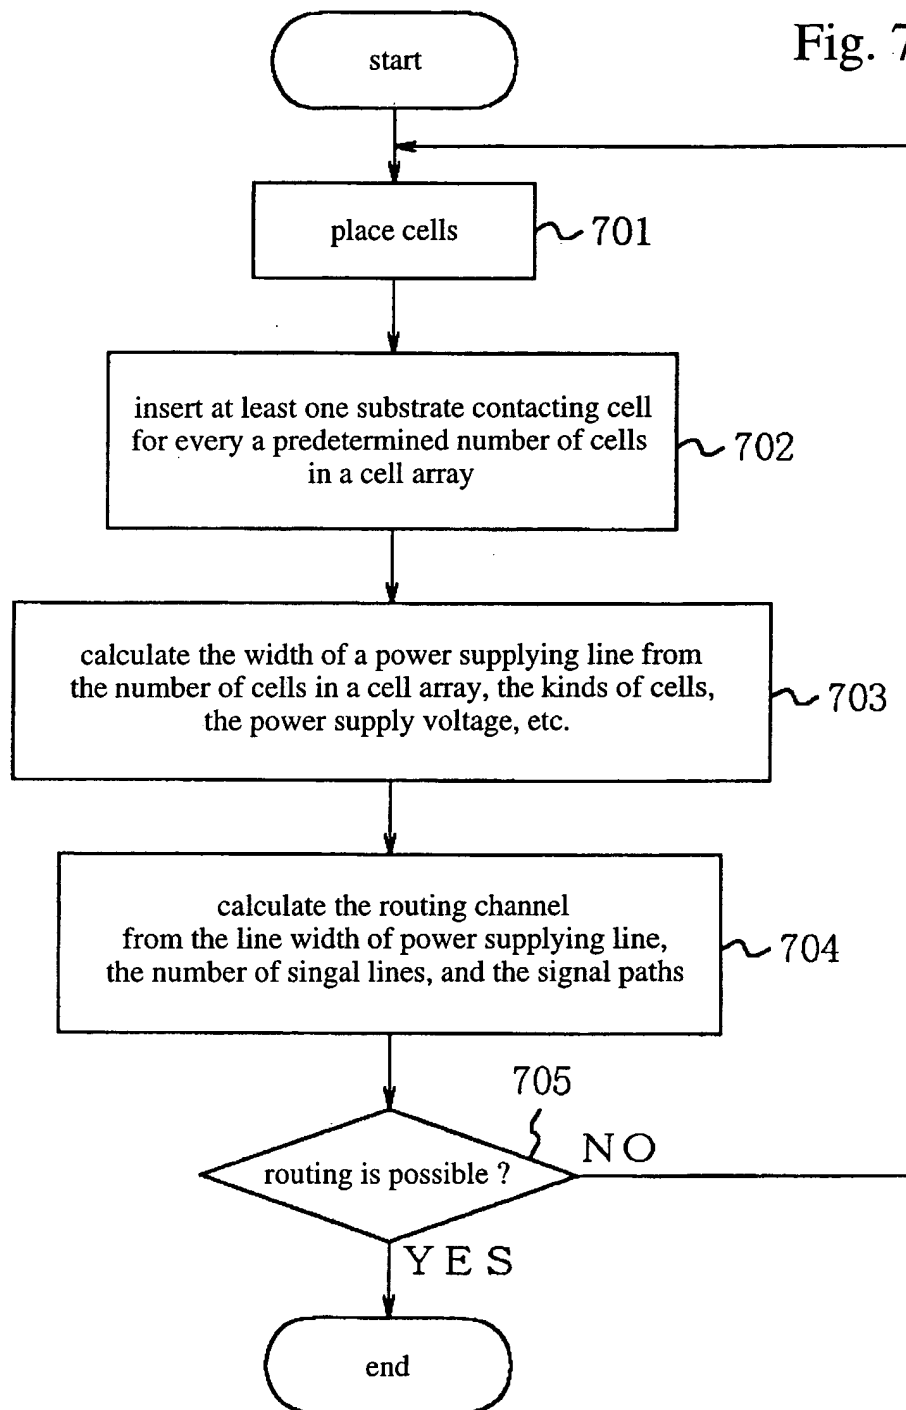 Fig. 7
start
place cells
701
insert at least one substrate contacting cell
for every a predetermined number of cells
in a cell array
702
calculate the width of a power supplying line from
the number of cells in a cell array, the kinds of cells,
the power supply voltage, etc.
703
calculate the routing channel
from the line width of power supplying line,
the number of singal lines, and the signal paths
704
705
routing is possible ?
NO
YES
end